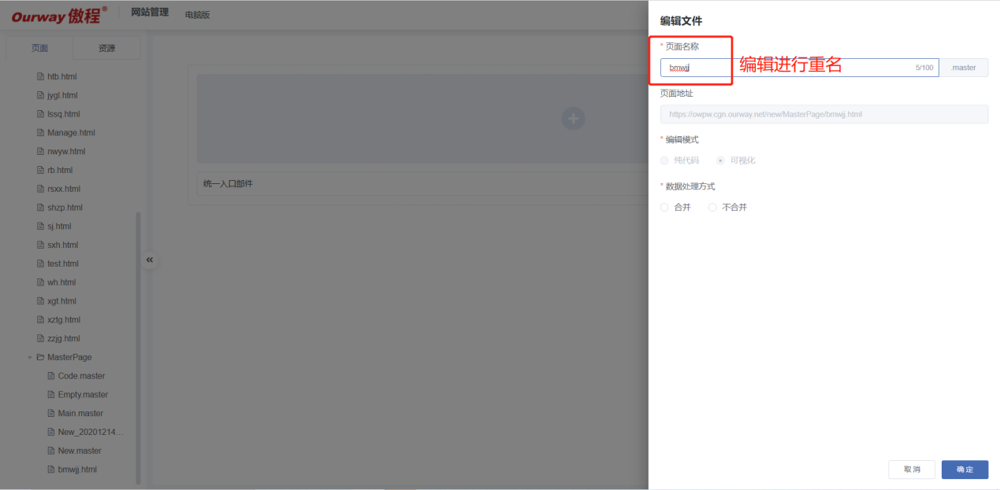 Ourway 傲程®
网站管理
电脑版
页面
资源
htb.html
jygl.html
lssq.html
Manage.html
nwyw.html
rb.html
rsxx.html
shzp.html
sj.html
sxh.html
test.html
wh.html
xgt.html
xztg.html
zzjg.html
MasterPage
Code.master
Empty.master
Main.master
New_20201214...
New.master
bmwjj.html
统一入口部件
编辑文件
* 页面名称
bmwjj
5/100
.master
编辑进行重名
页面地址
https://owpw.cgn.ourway.net/new/MasterPage/bmwjj.html
* 编辑模式
纯代码
可视化
* 数据处理方式
合并
不合并
取消
确定